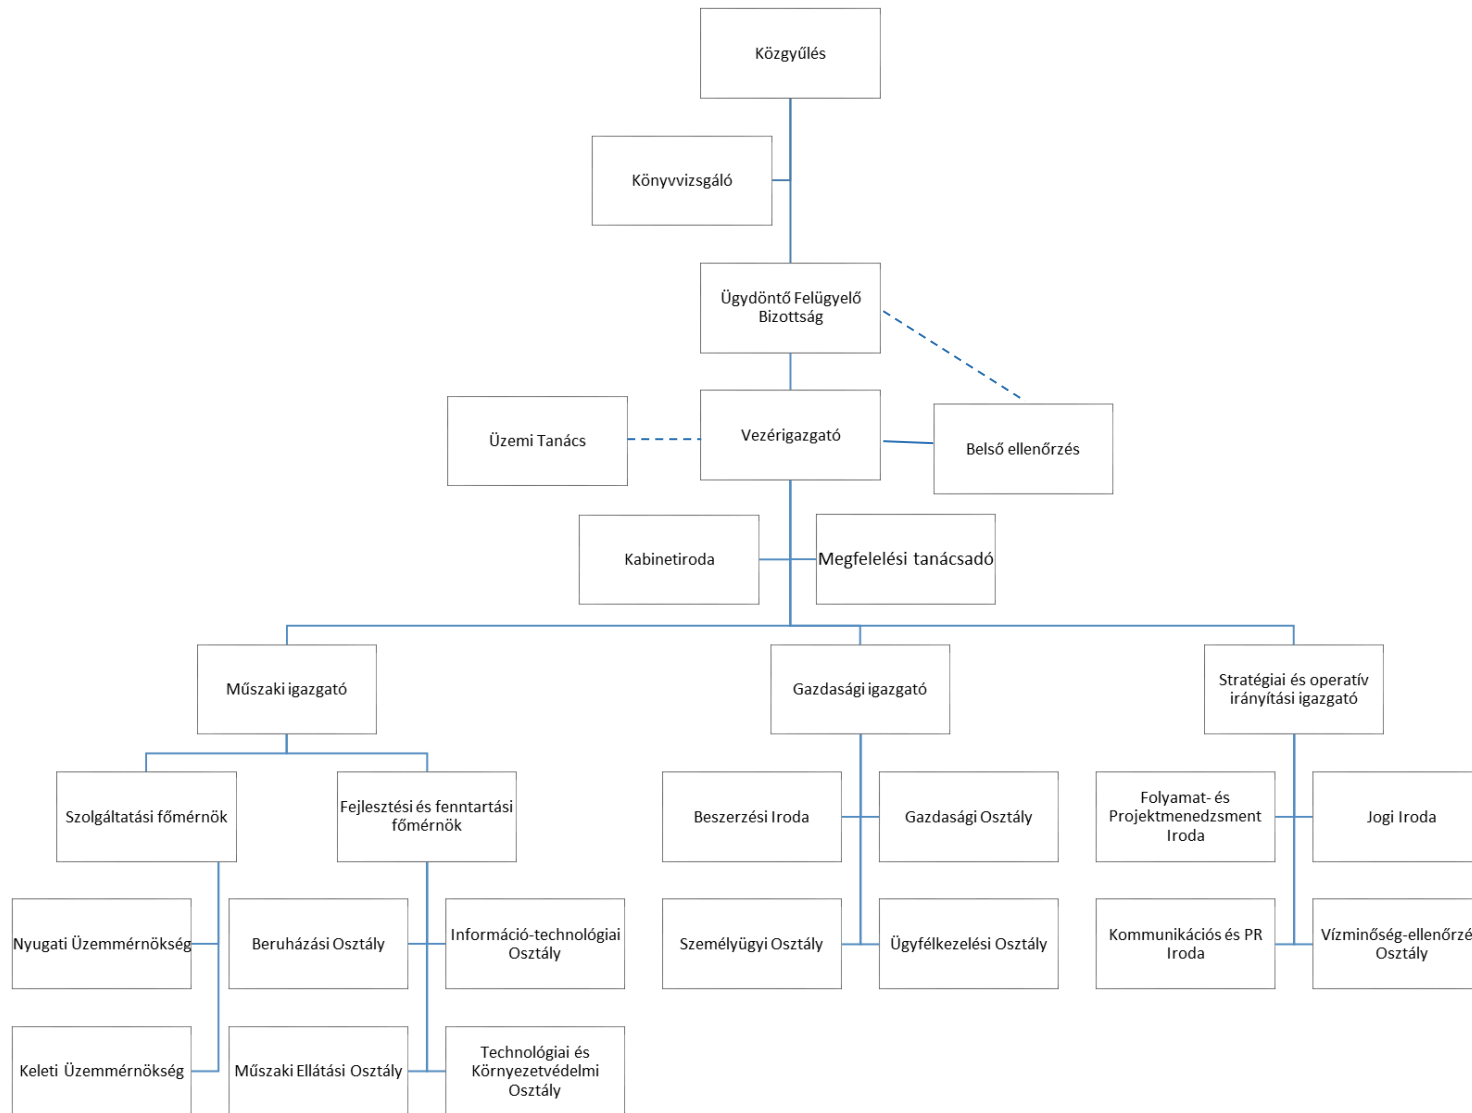 Közgyűlés
Könyvvizsgáló
Ügydöntő Felügyelő
Bizottság
Üzemi Tanács
Vezérigazgató
Belső ellenőrzés
Kabinetiroda
Megfelelési tanácsadó
Műszaki igazgató
Gazdasági igazgató
Stratégiai és operatív
irányítási igazgató
Szolgáltatási főmérnök
Fejlesztési és fenntartási
főmérnök
Beszerzési Iroda
Gazdasági Osztály
Folyamat- és
Projektmenedzsment
Iroda
Jogi Iroda
Nyugati Üzemmérnökség
Beruházási Osztály
Információ-technológiai
Osztály
Személyügyi Osztály
Ügyfélkezelési Osztály
Kommunikációs és PR
Iroda
Vízminőség-ellenőrzé
Osztály
Keleti Üzemmérnökség
Műszaki Ellátási Osztály
Technológiai és
Környezetvédelmi
Osztály